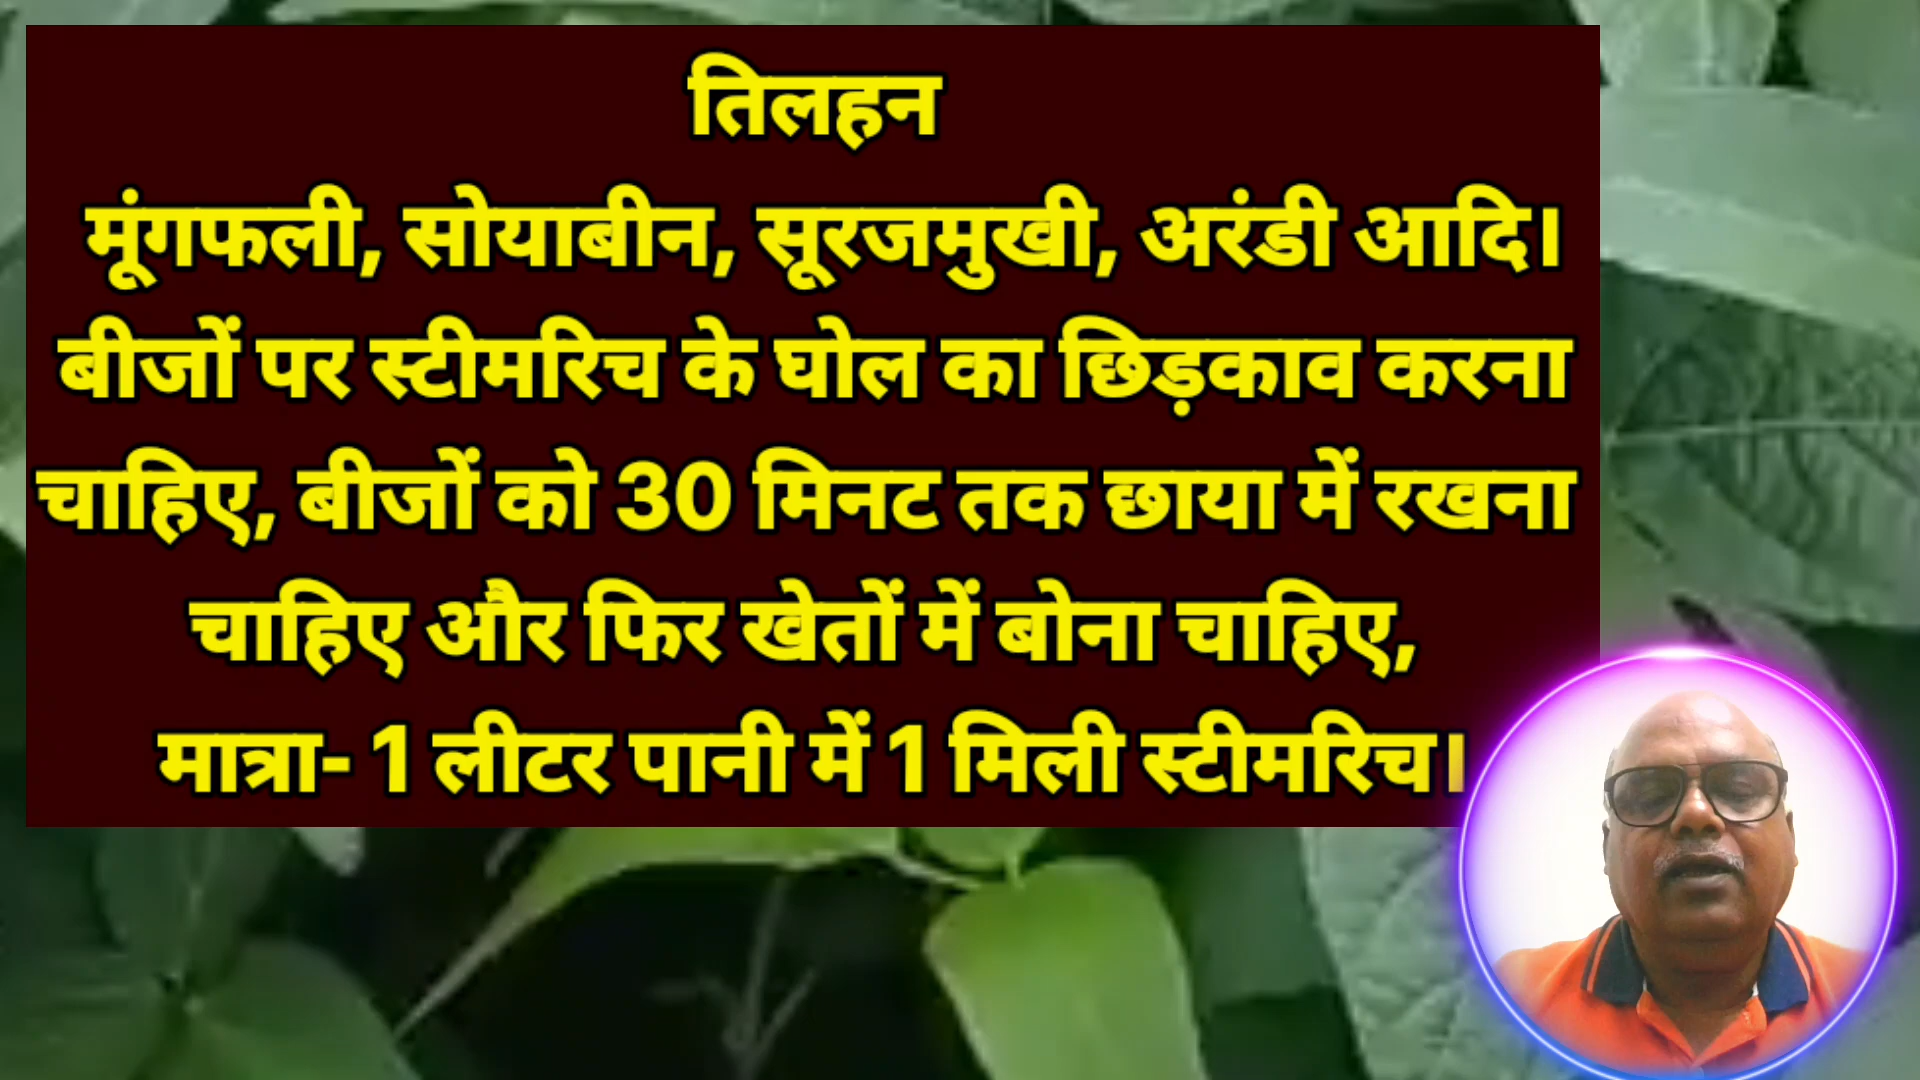 तिलहन
मूंगफली, सोयाबीन, सूरजमुखी, अरंडी आदि।
बीजों पर स्टीमरिच के घोल का छिड़काव करना
चाहिए, बीजों को 30 मिनट तक छाया में रखना
चाहिए और फिर खेतों में बोना चाहिए,
मात्रा- 1 लीटर पानी में 1 मिली स्टीमरिच।